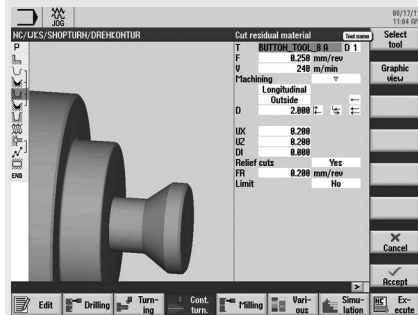 JOG
09/17/1
11:04 A
NC/WKS/SHOPTURN/DREHKONTUR
Cut residual material
Tool name
Select tool
P
T BUTTON_TOOL_8 A D 1
F 0.250 mm/rev
V 240 m/min
Graphic view
Machining ▽
Longitudinal
Outside
D 2.000
UX 0.200
UZ 0.200
DI 0.000
Relief cuts Yes
FR 0.200 mm/rev
Limit No
END
Cancel
Accept
Edit
Drilling
Turn-ing
Cont. turn.
Milling
Vari-ous
Simu-lation
NC Ex-ecute